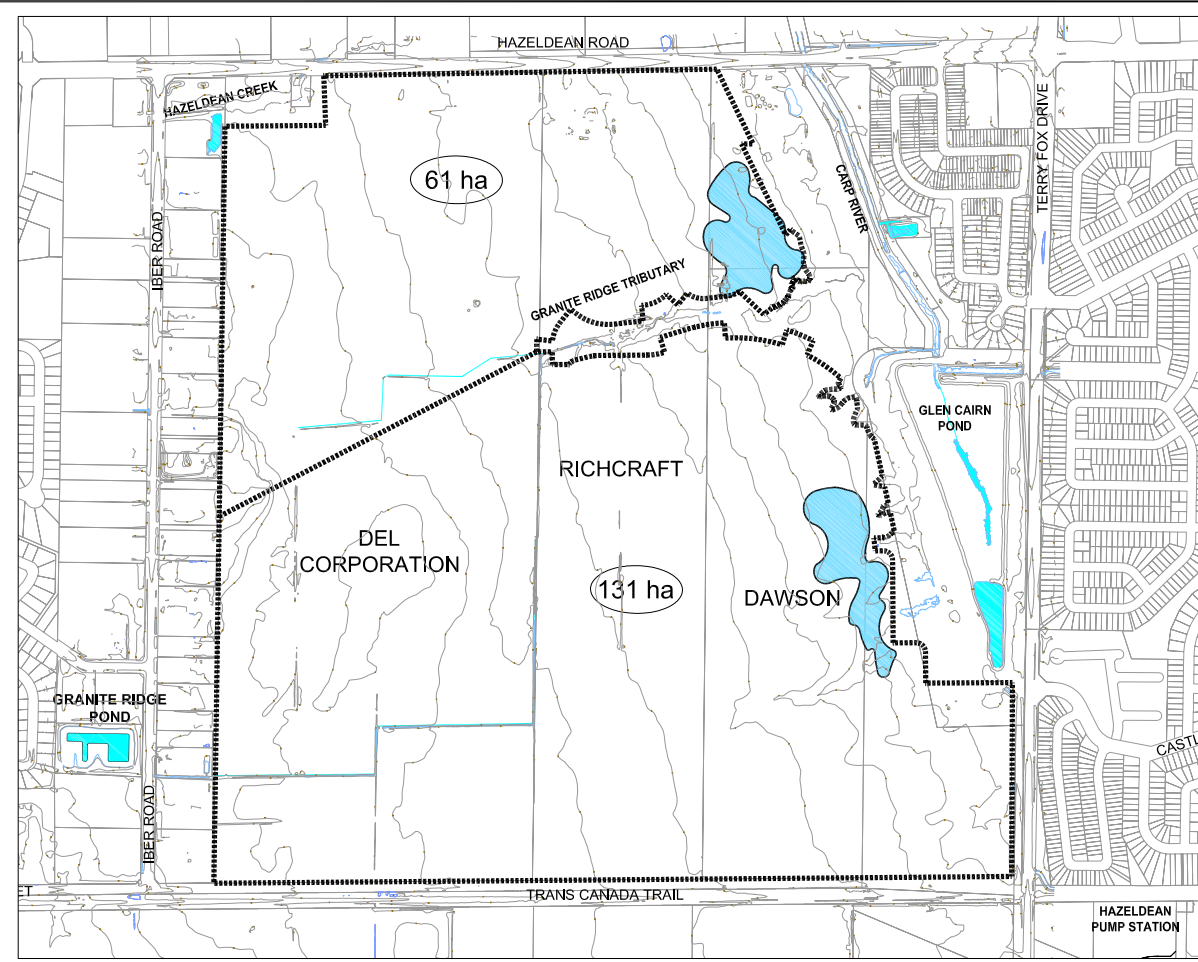 HAZELDEAN ROAD
HAZELDEAN CREEK
TERRY FOX DRIVE
61 ha
CARP RIVER
IBER ROAD
GRANITE RIDGE TRIBUTARY
GLEN CAIRN
POND
RICHCRAFT
DEL
CORPORATION
131 ha
DAWSON
GRANITE RIDGE
POND
CASTL
IBER ROAD
ET
TRANS CANADA TRAIL
HAZELDEAN
PUMP STATION